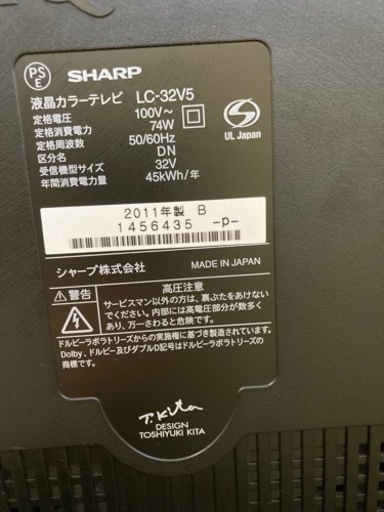 PS
E
SHARP
液晶カラーテレビ LC-32V5
定格電圧 100V~
定格消費電力 74W
定格周波数 50/60Hz
区分名 DN
受信機型サイズ 32V
年間消費電力量 45kWh/年
S
UL Japan
2011年製 B
1456435 -p-
シャープ株式会社 MADE IN JAPAN
警告
高圧注意
サービスマン以外の方は、裏ぶたをあけない
でください。内部には高電圧部分が数多く
あり、万一さわると危険です。
ドルビーラボラトリーズからの実施権に基づき製造されています。
Dolby、ドルビー及びダブルD記号はドルビーラボラトリーズの商標です。
T.Kita
DESIGN
TOSHIYUKI KITA